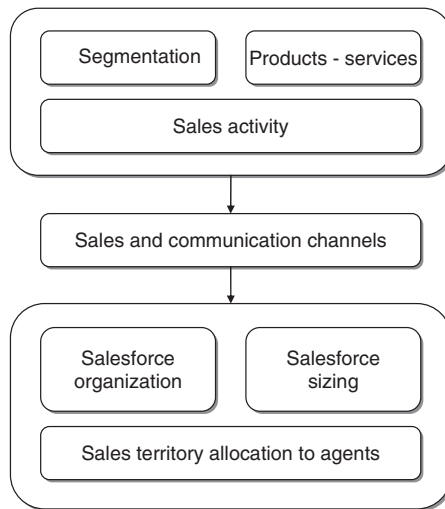 Segmentation
Products - services
Sales activity
Sales and communication channels
Salesforce
organization
Salesforce
sizing
Sales territory allocation to agents